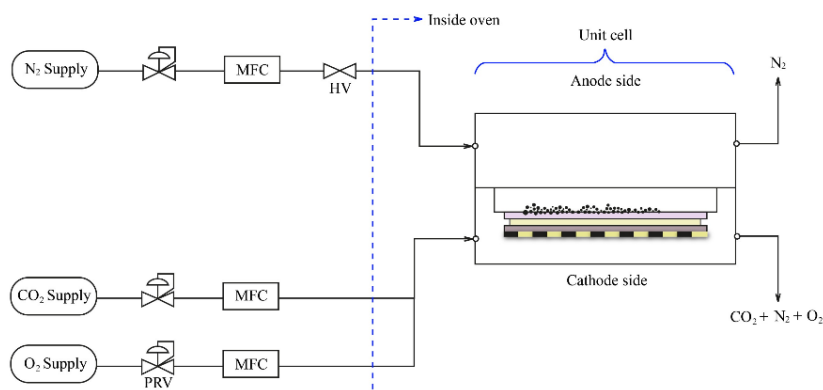 Inside oven
Unit cell
N₂ Supply
MFC
HV
Anode side
N₂
CO₂ Supply
MFC
Cathode side
CO₂ + N₂ + O₂
O₂ Supply
PRV
MFC